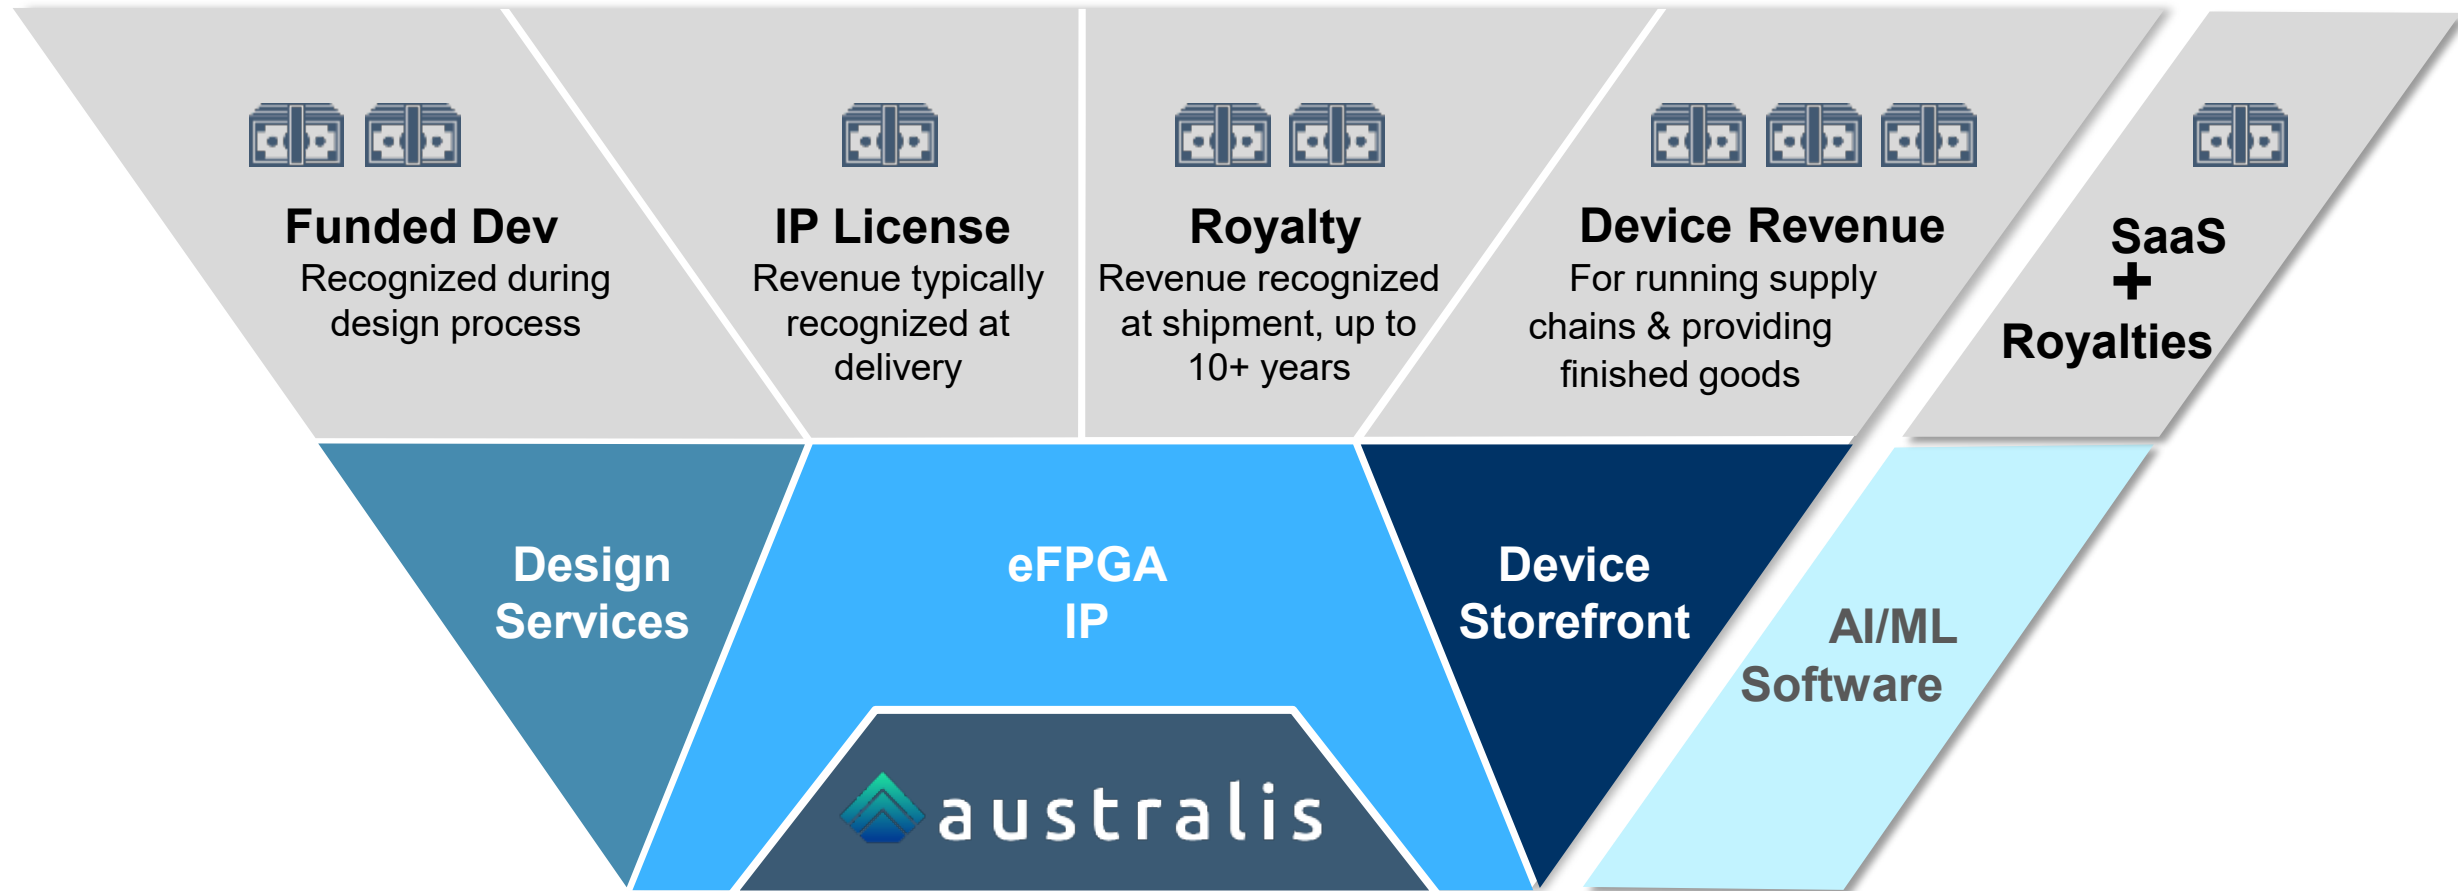 Funded Dev
Recognized during
design process
IP License
Revenue typically
recognized at
delivery
Royalty
Revenue recognized
at shipment, up to
10+ years
Device Revenue
For running supply
chains & providing
finished goods
SaaS
+
Royalties
Design
Services
eFPGA
IP
Device
Storefront
AI/ML
Software
australis